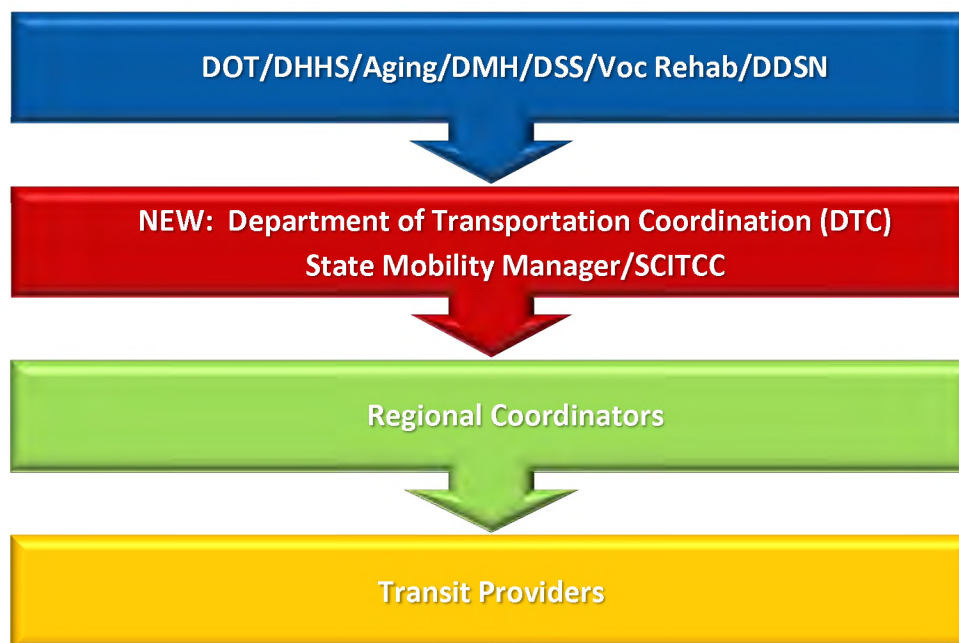 DOT/DHHS/Aging/DMH/DSS/Voc Rehab/DDSN
NEW: Department of Transportation Coordination (DTC)
State Mobility Manager/SCITCC
Regional Coordinators
Transit Providers